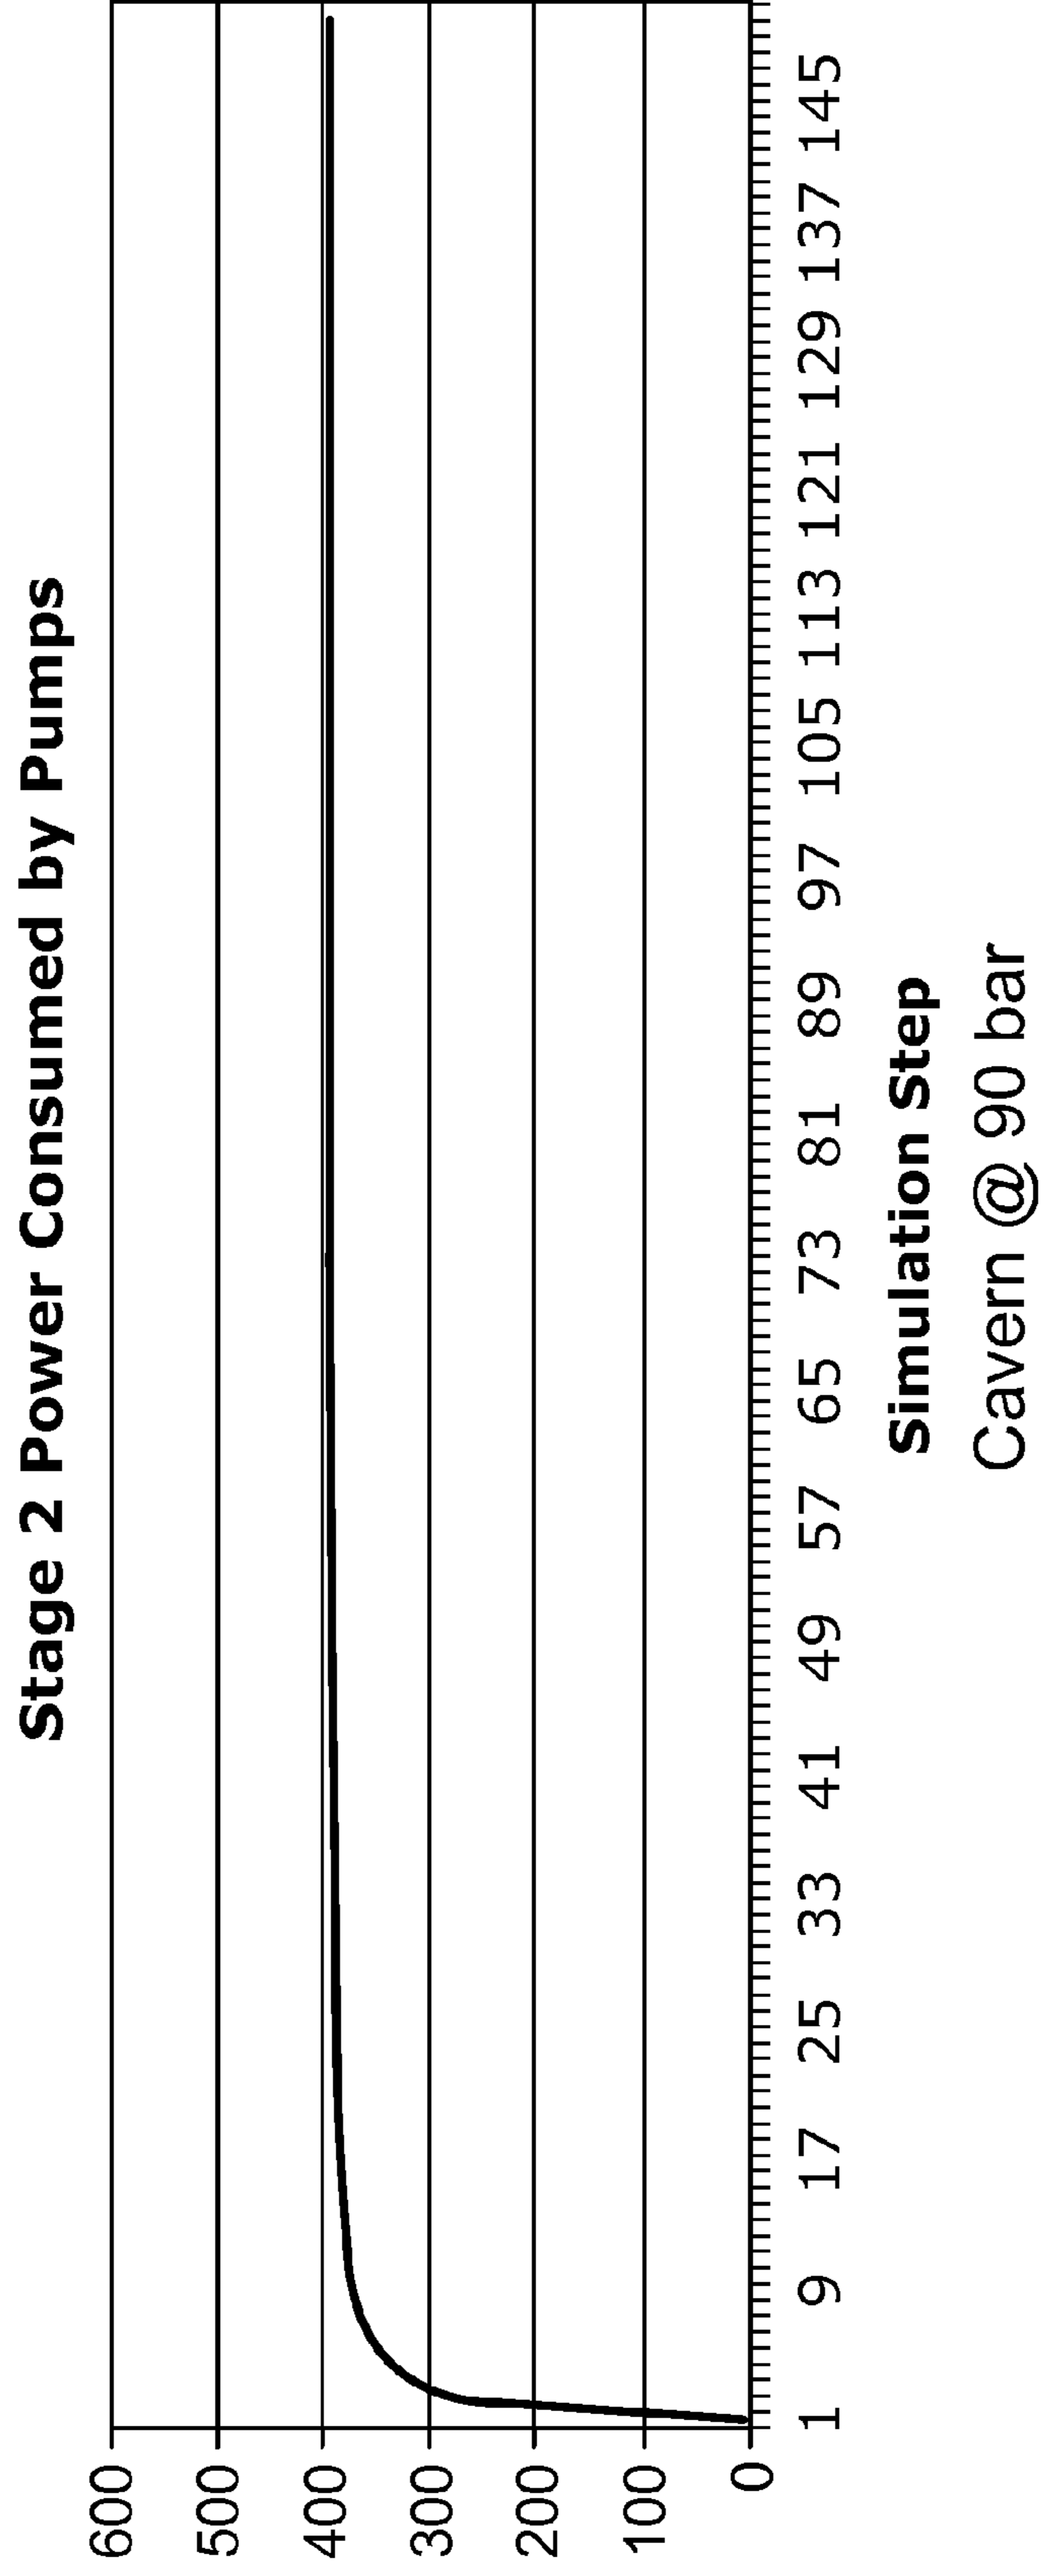 Stage 2 Power Consumed by Pumps
600
500
400
300
200
100
0
1 9 17 25 33 41 49 57 65 73 81 89 97 105 113 121 129 137 145
Simulation Step
Cavern @ 90 bar